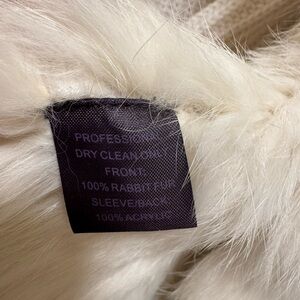 PROFESSIONAL
DRY CLEAN ONLY
FRONT:
100% RABBIT FUR
SLEEVE/BACK:
100% ACRYLIC